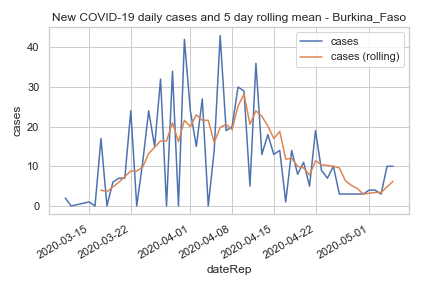 New COVID-19 daily cases and 5 day rolling mean - Burkina_Faso
cases
cases (rolling)
cases
40
30
20
10
0
2020-03-15
2020-03-22
2020-04-01
2020-04-08
2020-04-15
2020-04-22
2020-05-01
dateRep